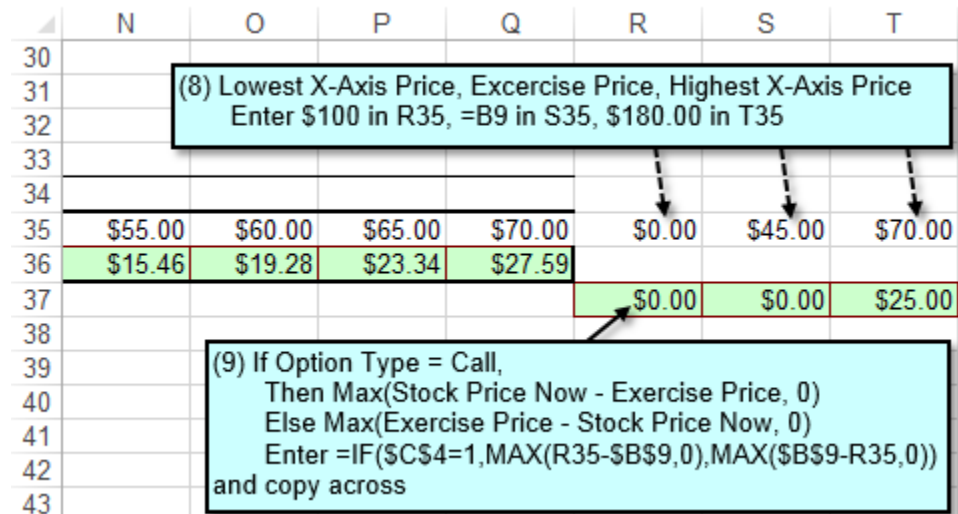 N O P Q R S T
30
31
(8) Lowest X-Axis Price, Excercise Price, Highest X-Axis Price
32
Enter $100 in R35, =B9 in S35, $180.00 in T35
33
34
35 $55.00 $60.00 $65.00 $70.00 $0.00 $45.00 $70.00
36 $15.46 $19.28 $23.34 $27.59
37 $0.00 $0.00 $25.00
38
39
(9) If Option Type = Call,
40
Then Max(Stock Price Now - Exercise Price, 0)
41
Else Max(Exercise Price - Stock Price Now, 0)
42
Enter =IF($C$4=1,MAX(R35-$B$9,0),MAX($B$9-R35,0))
43
and copy across